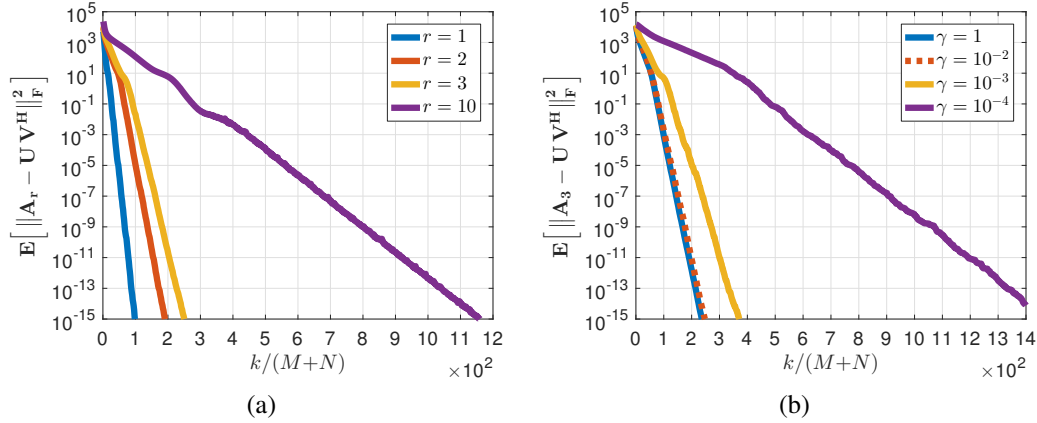 10^5
10^3
10^1
10^-1
10^-3
10^-5
10^-7
10^-9
10^-11
10^-13
10^-15
E[ ||A_r − U V^H||_F^2 ]
r = 1
r = 2
r = 3
r = 10
0 1 2 3 4 5 6 7 8 9 10 11 12
k/(M+N)
×10^2
(a)
10^5
10^3
10^1
10^-1
10^-3
10^-5
10^-7
10^-9
10^-11
10^-13
10^-15
E[ ||A_3 − U V^H||_F^2 ]
γ = 1
γ = 10^-2
γ = 10^-3
γ = 10^-4
0 1 2 3 4 5 6 7 8 9 10 11 12 13 14
k/(M+N)
×10^2
(b)